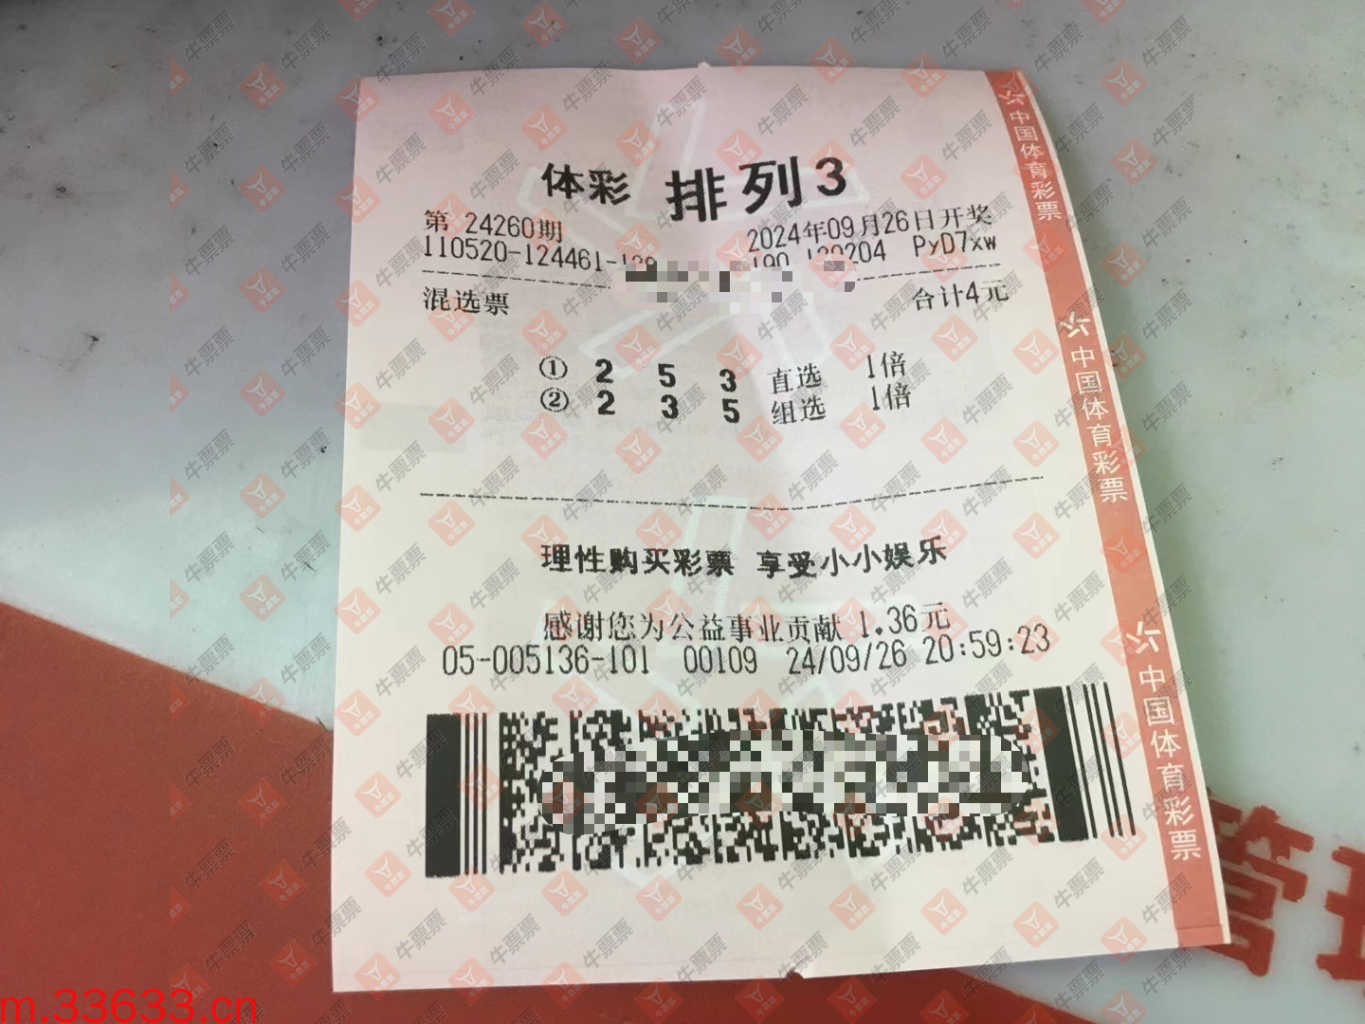 体彩 排列3
第 24260期 2024年09月26日开奖
110520-124461- 204 PyD7xw
混选票 合计4元
① 2 5 3 直选 1倍
② 2 3 5 组选 1倍
理性购买彩票 享受小小娱乐
感谢您为公益事业贡献 1.36元
05-005136-101 00109 24/09/26 20:59:23
中国体育彩票
中国体育彩票
中国体育彩票
管理
牛票票
m.33633.cn